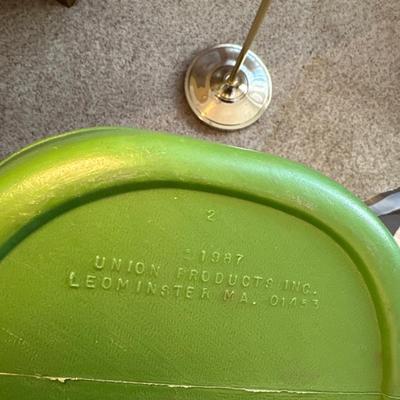 2
© 1987
UNION PRODUCTS INC.
LEOMINSTER MA. 01453